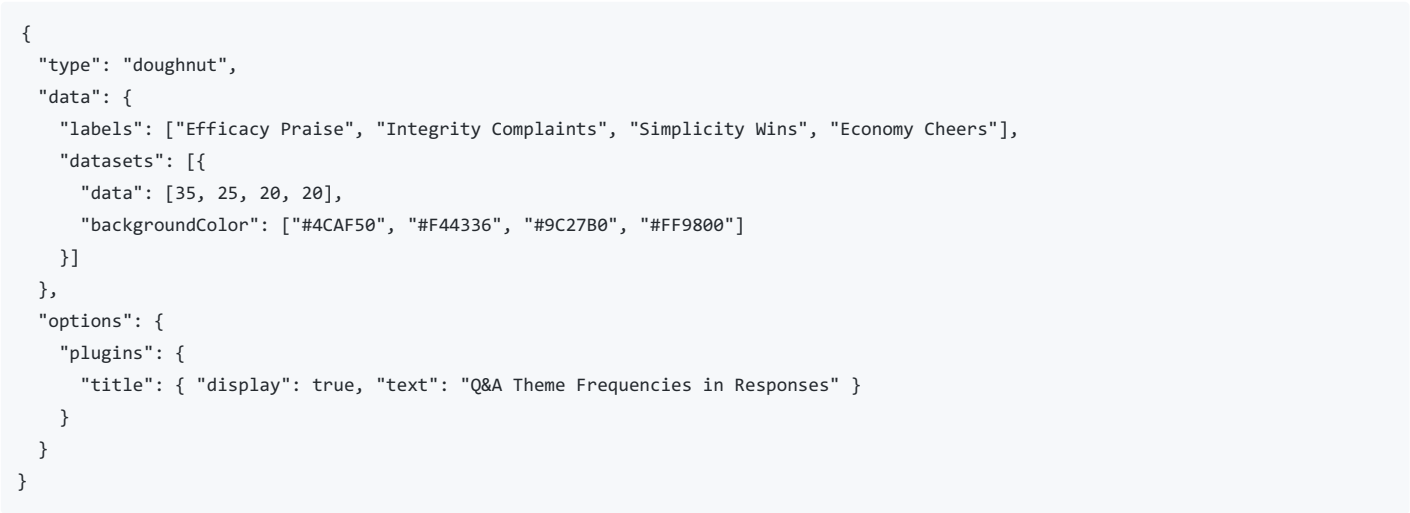 {
  "type": "doughnut",
  "data": {
    "labels": ["Efficacy Praise", "Integrity Complaints", "Simplicity Wins", "Economy Cheers"],
    "datasets": [{
      "data": [35, 25, 20, 20],
      "backgroundColor": ["#4CAF50", "#F44336", "#9C27B0", "#FF9800"]
    }]
  },
  "options": {
    "plugins": {
      "title": { "display": true, "text": "Q&A Theme Frequencies in Responses" }
    }
  }
}